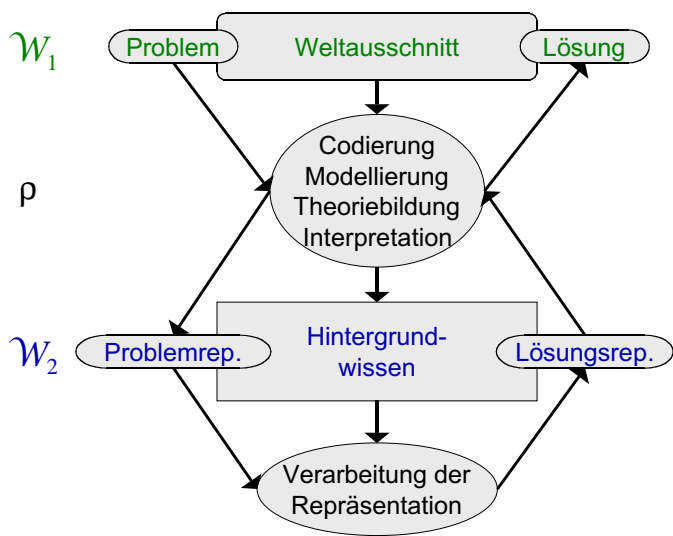 W₁
Problem
Weltausschnitt
Lösung
ρ
Codierung
Modellierung
Theoriebildung
Interpretation
W₂
Problemrep.
Hintergrund-
wissen
Lösungsrep.
Verarbeitung der
Repräsentation